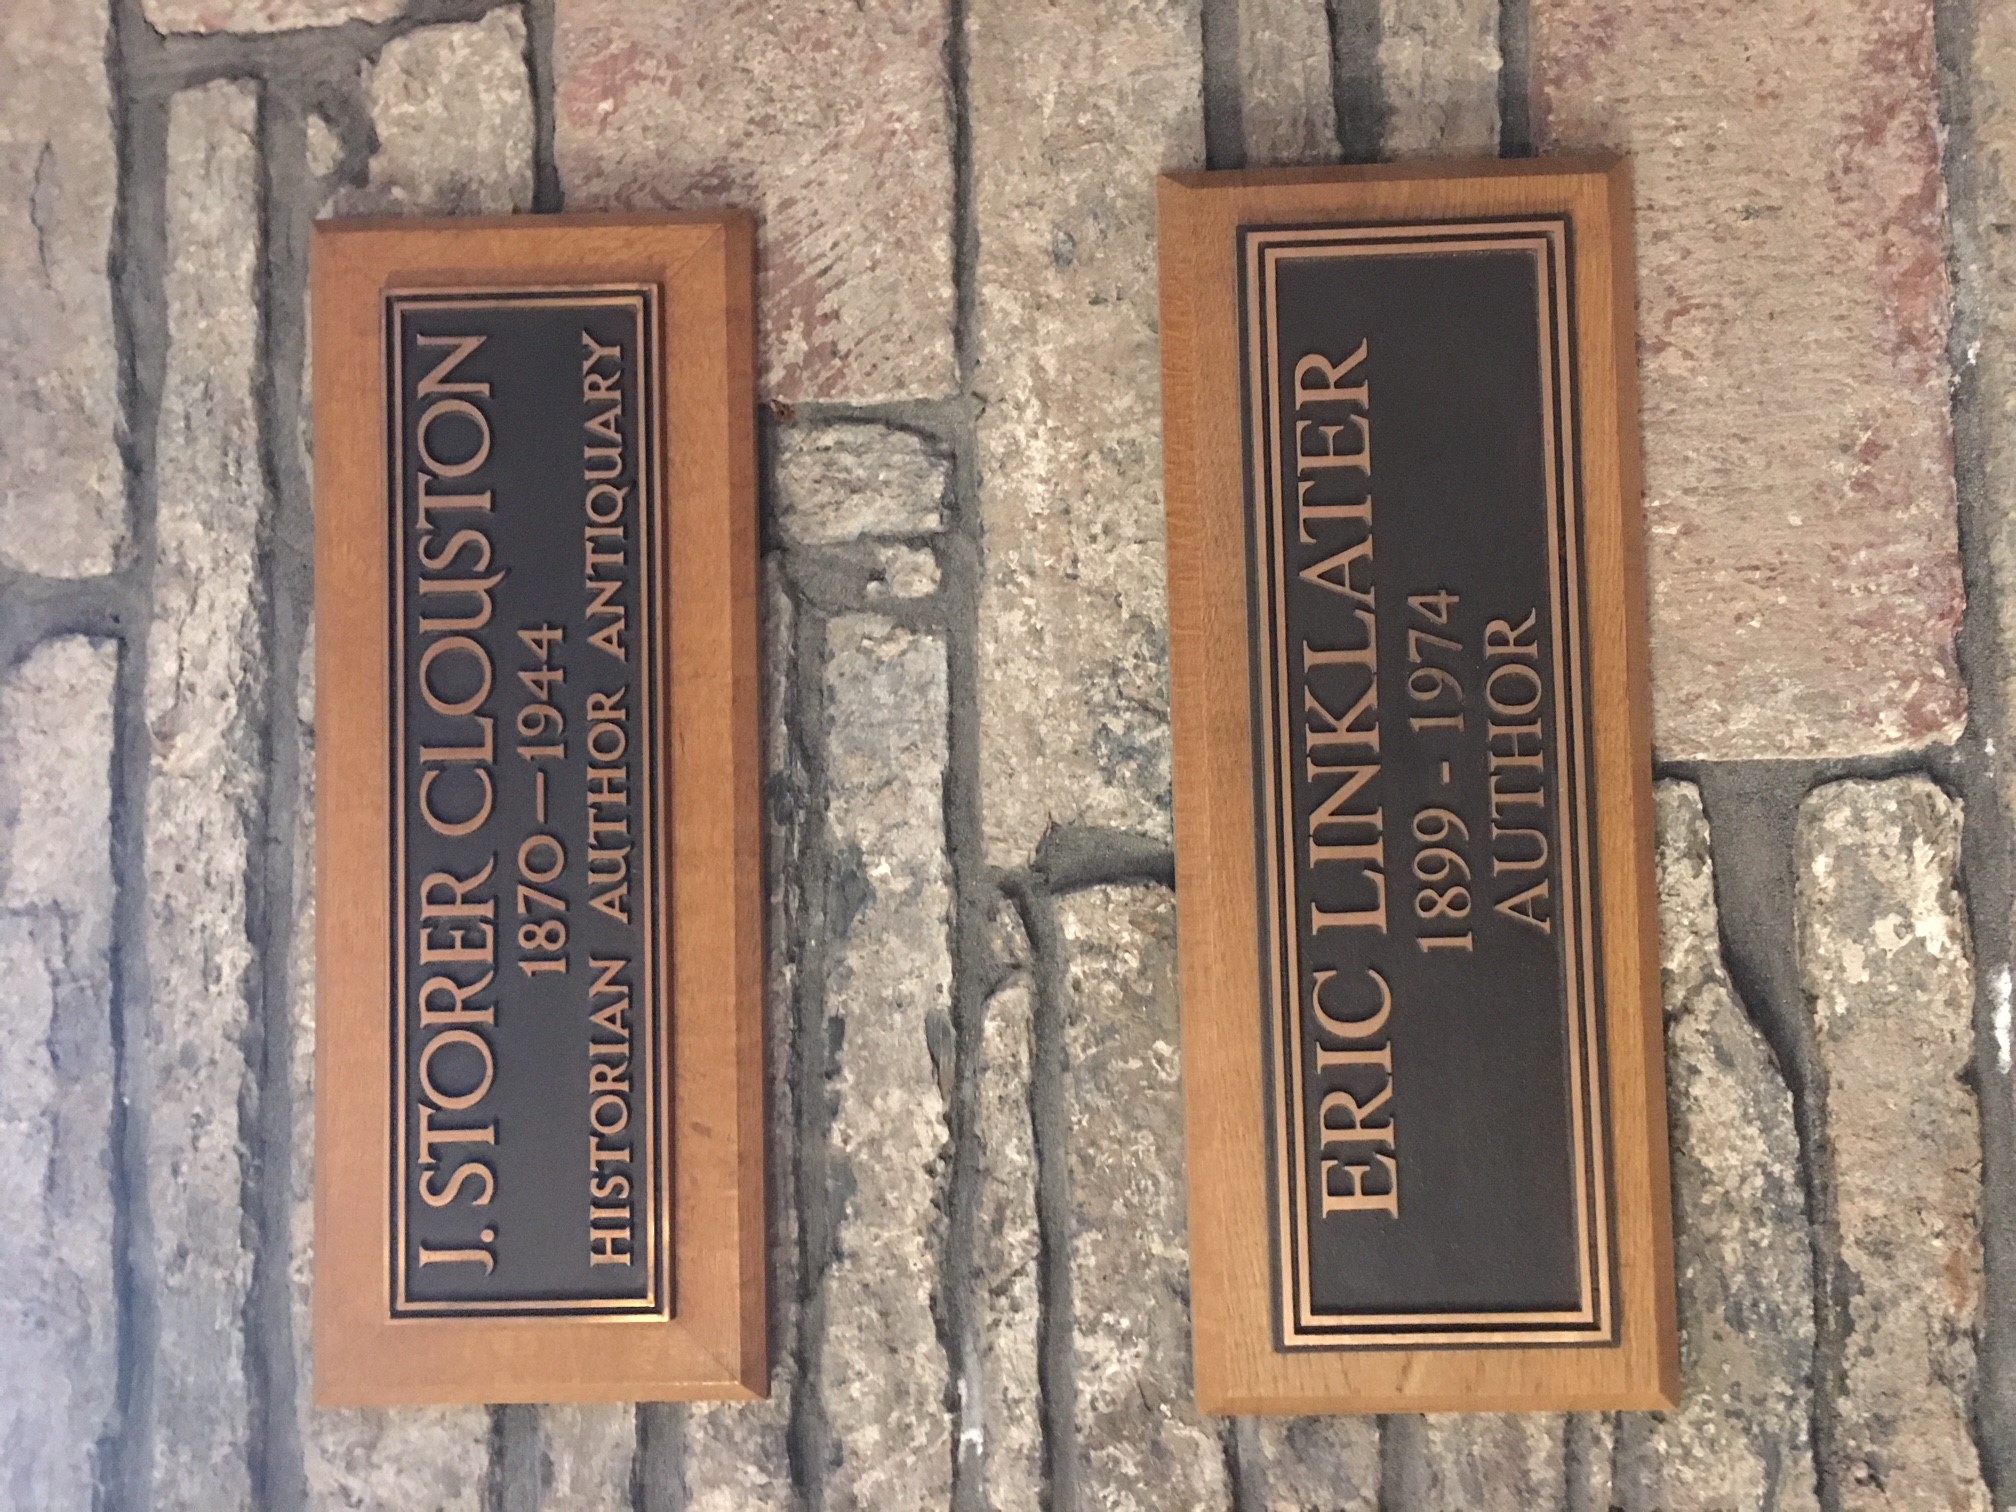 J. STORER CLOUSTON
1870–1944
HISTORIAN AUTHOR ANTIQUARY
ERIC LINKLATER
1899 - 1974
AUTHOR